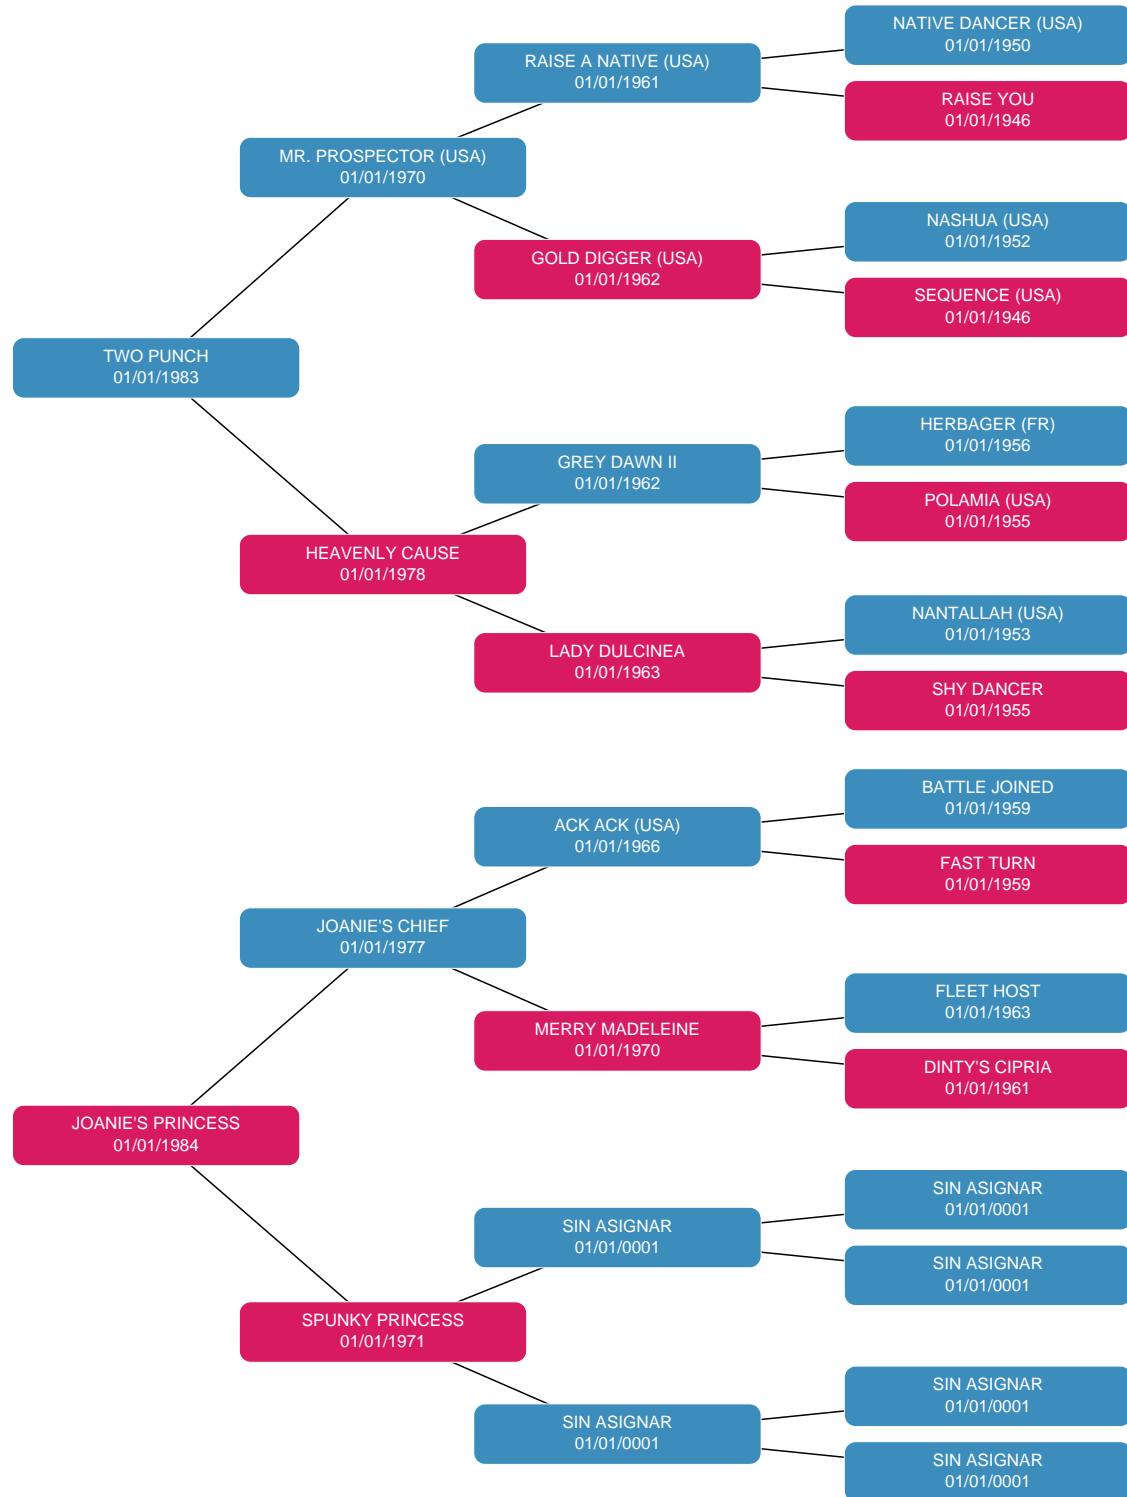 NATIVE DANCER (USA)
01/01/1950
RAISE A NATIVE (USA)
01/01/1961
RAISE YOU
01/01/1946
MR. PROSPECTOR (USA)
01/01/1970
NASHUA (USA)
01/01/1952
GOLD DIGGER (USA)
01/01/1962
SEQUENCE (USA)
01/01/1946
TWO PUNCH
01/01/1983
HERBAGER (FR)
01/01/1956
GREY DAWN II
01/01/1962
POLAMIA (USA)
01/01/1955
HEAVENLY CAUSE
01/01/1978
NANTALLAH (USA)
01/01/1953
LADY DULCINEA
01/01/1963
SHY DANCER
01/01/1955
BATTLE JOINED
01/01/1959
ACK ACK (USA)
01/01/1966
FAST TURN
01/01/1959
JOANIE'S CHIEF
01/01/1977
FLEET HOST
01/01/1963
MERRY MADELEINE
01/01/1970
DINTY'S CIPRIA
01/01/1961
JOANIE'S PRINCESS
01/01/1984
SIN ASIGNAR
01/01/0001
SIN ASIGNAR
01/01/0001
SIN ASIGNAR
01/01/0001
SPUNKY PRINCESS
01/01/1971
SIN ASIGNAR
01/01/0001
SIN ASIGNAR
01/01/0001
SIN ASIGNAR
01/01/0001